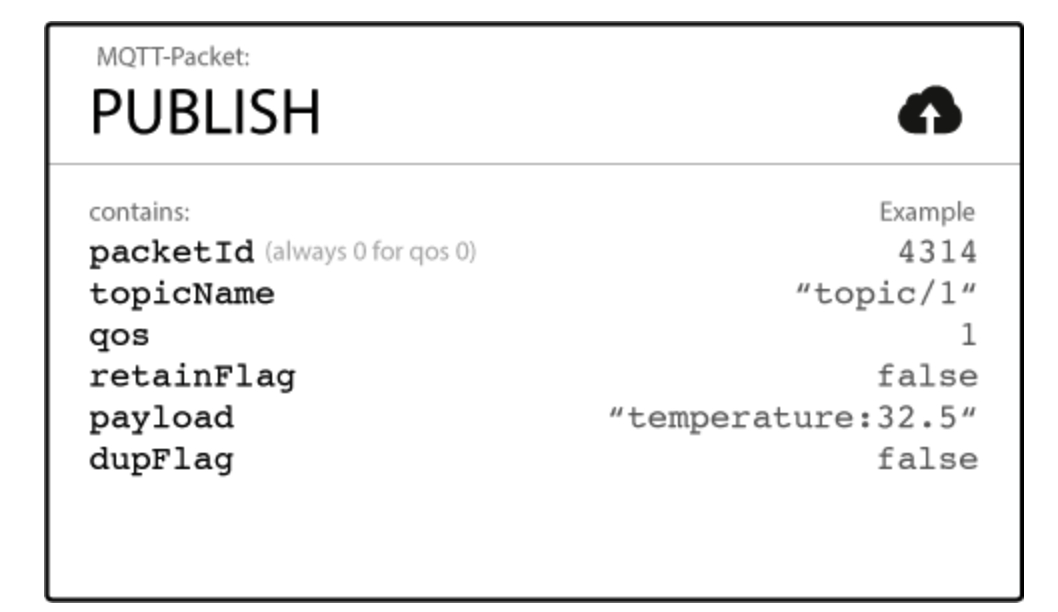 MQTT-Packet:
PUBLISH
contains: Example
packetId (always 0 for qos 0) 4314
topicName "topic/1"
qos 1
retainFlag false
payload "temperature:32.5"
dupFlag false